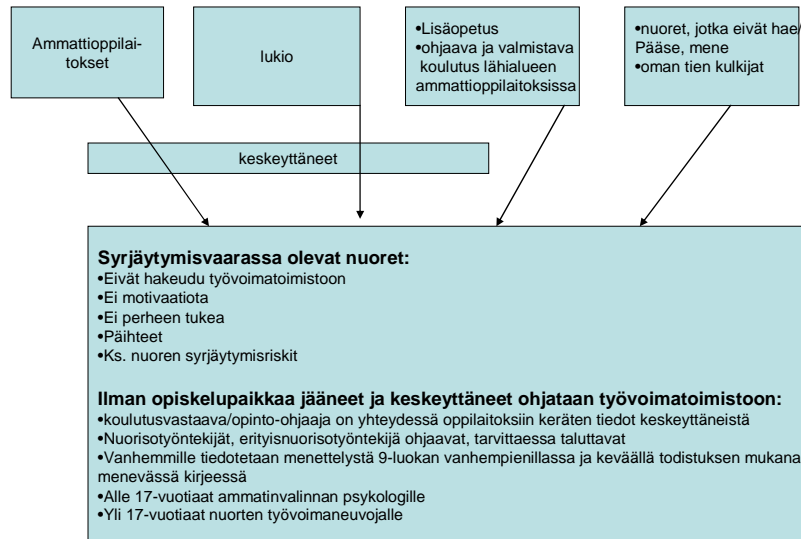 Ammattioppilai-
tokset
lukio
•Lisäopetus
•ohjaava ja valmistava
koulutus lähialueen
ammattioppilaitoksissa
•nuoret, jotka eivät hae/
Pääse, mene
•oman tien kulkijat
keskeyttäneet
Syrjäytymisvaarassa olevat nuoret:
•Eivät hakeudu työvoimatoimistoon
•Ei motivaatiota
•Ei perheen tukea
•Päihteet
•Ks. nuoren syrjäytymisriskit
Ilman opiskelupaikkaa jääneet ja keskeyttäneet ohjataan työvoimatoimistoon:
•koulutusvastaava/opinto-ohjaaja on yhteydessä oppilaitoksiin keräten tiedot keskeyttäneistä
•Nuorisotyöntekijät, erityisnuorisotyöntekijä ohjaavat, tarvittaessa taluttavat
•Vanhemmille tiedotetaan menettelystä 9-luokan vanhempienillassa ja keväällä todistuksen mukana
menevässä kirjeessä
•Alle 17-vuotiaat ammatinvalinnan psykologille
•Yli 17-vuotiaat nuorten työvoimaneuvojalle